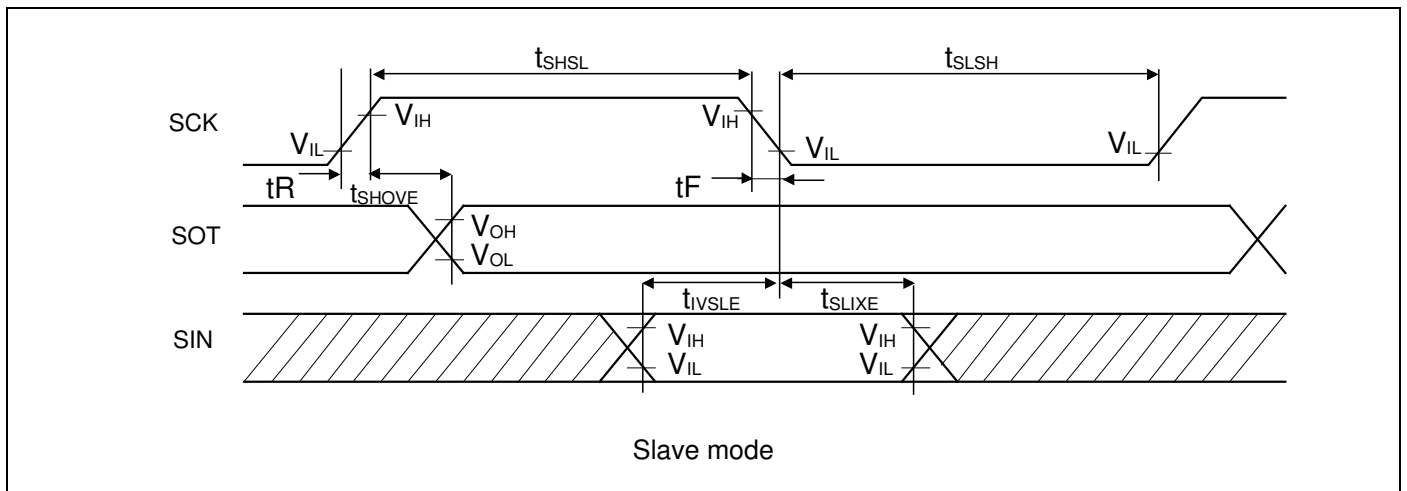 tSHSL tSLSH
SCK VIL VIH VIH VIL VIL
tR tSHOVE tF
SOT VOH
VOL
tIVSLE tSLIXE
SIN VIH VIH
VIL VIL
Slave mode